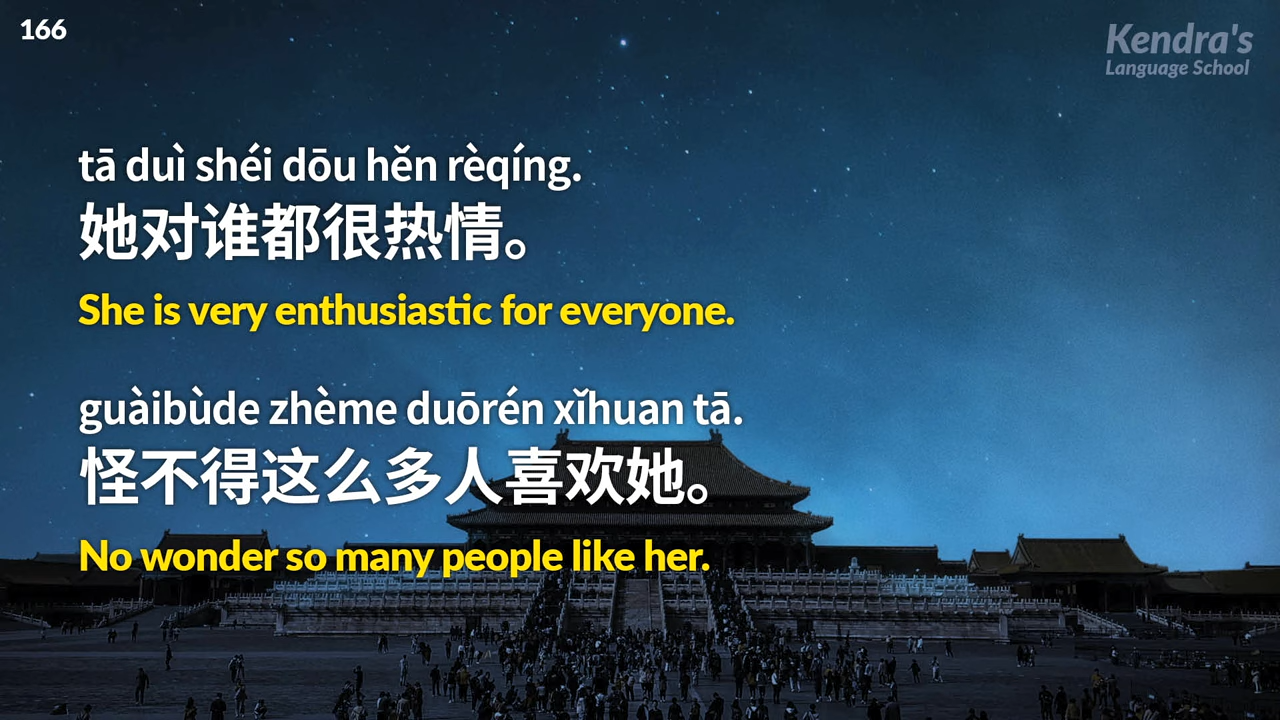 166
Kendra's
Language School
tā duì shéi dōu hěn rèqíng.
她对谁都很热情。
She is very enthusiastic for everyone.
guàibùde zhème duōrén xǐhuan tā.
怪不得这么多人喜欢她。
No wonder so many people like her.